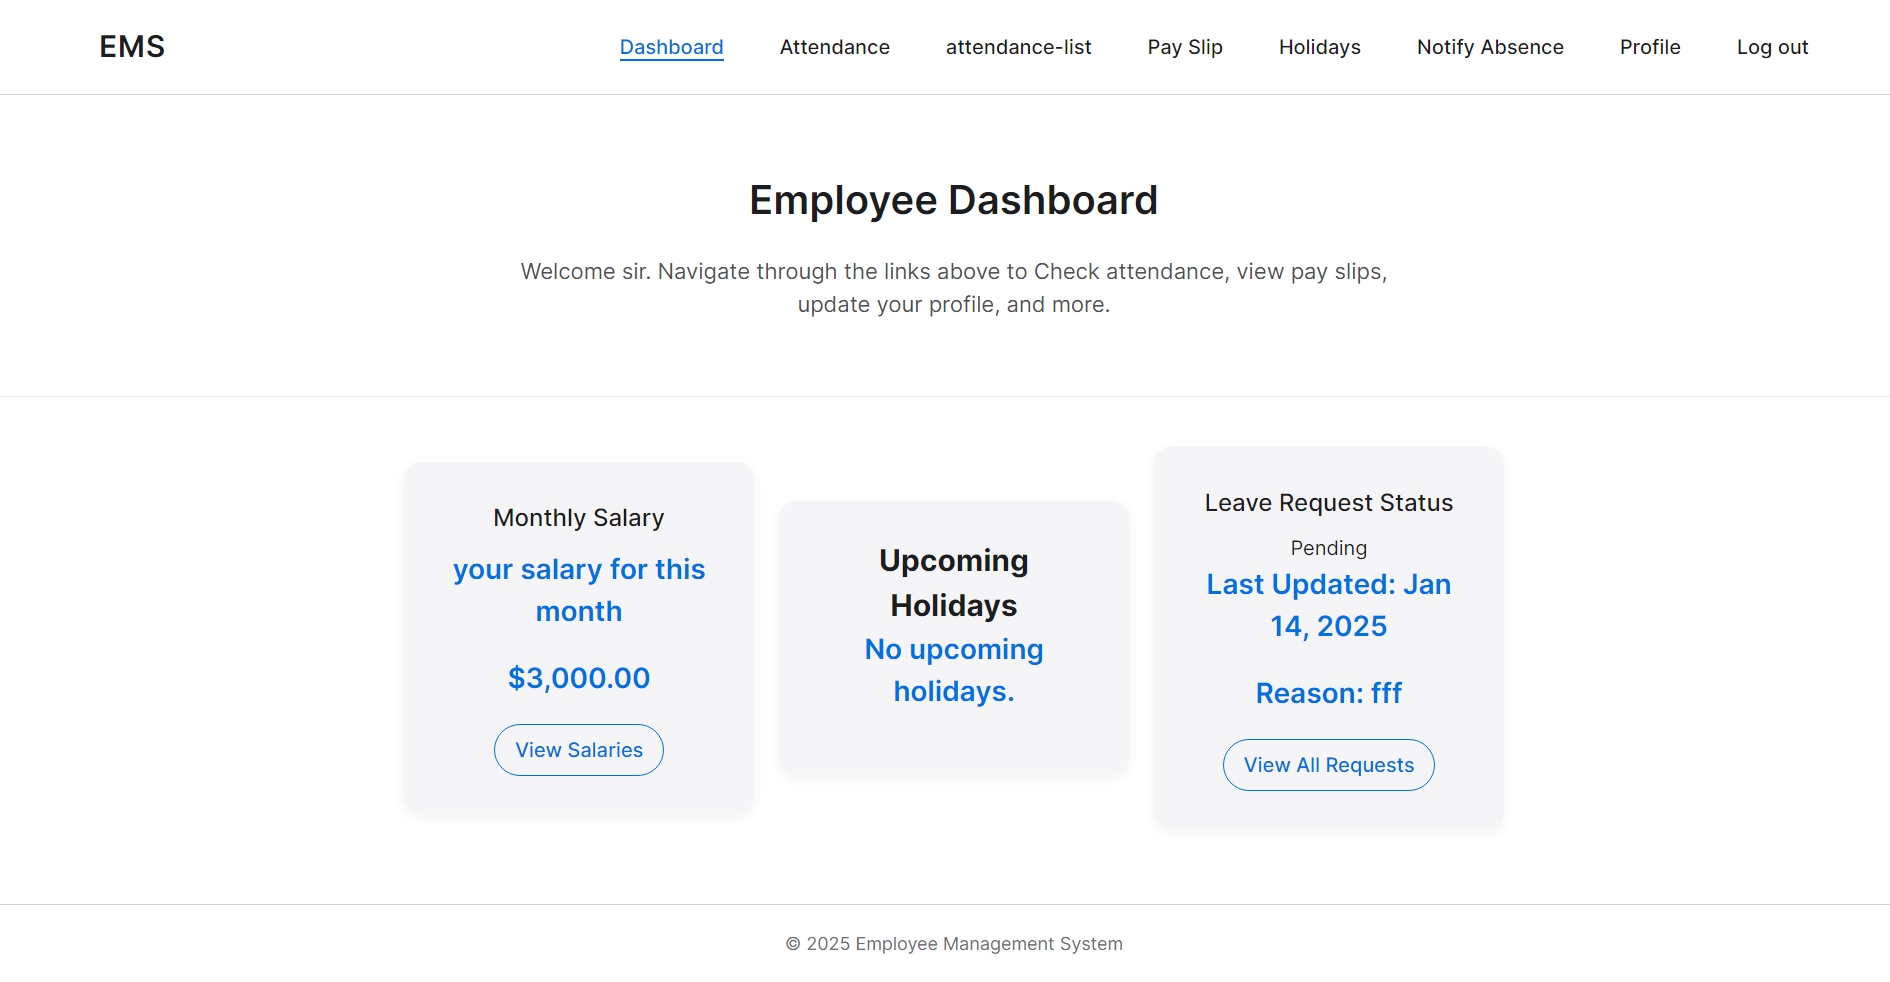 EMS
Dashboard
Attendance
attendance-list
Pay Slip
Holidays
Notify Absence
Profile
Log out
Employee Dashboard
Welcome sir. Navigate through the links above to Check attendance, view pay slips,
update your profile, and more.
Monthly Salary
your salary for this
month
$3,000.00
View Salaries
Upcoming
Holidays
No upcoming
holidays.
Leave Request Status
Pending
Last Updated: Jan
14, 2025
Reason: fff
View All Requests
© 2025 Employee Management System